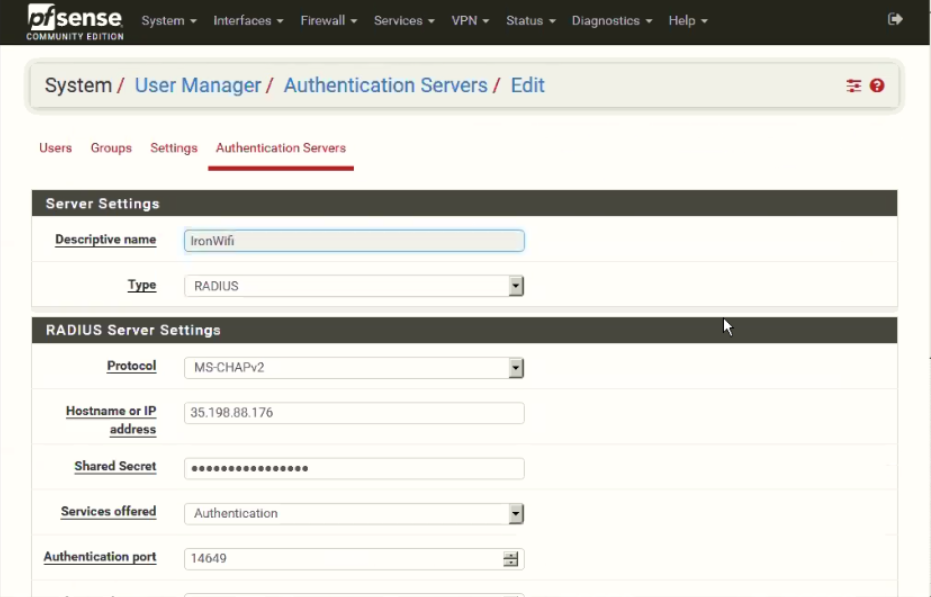 pfsense System Interfaces Firewall Services VPN Status Diagnostics Help
COMMUNITY EDITION
System / User Manager / Authentication Servers / Edit
Users Groups Settings Authentication Servers
Server Settings
Descriptive name IronWifi
Type RADIUS
RADIUS Server Settings
Protocol MS-CHAPv2
Hostname or IP address 35.198.88.176
Shared Secret ••••••••••••••••
Services offered Authentication
Authentication port 14649